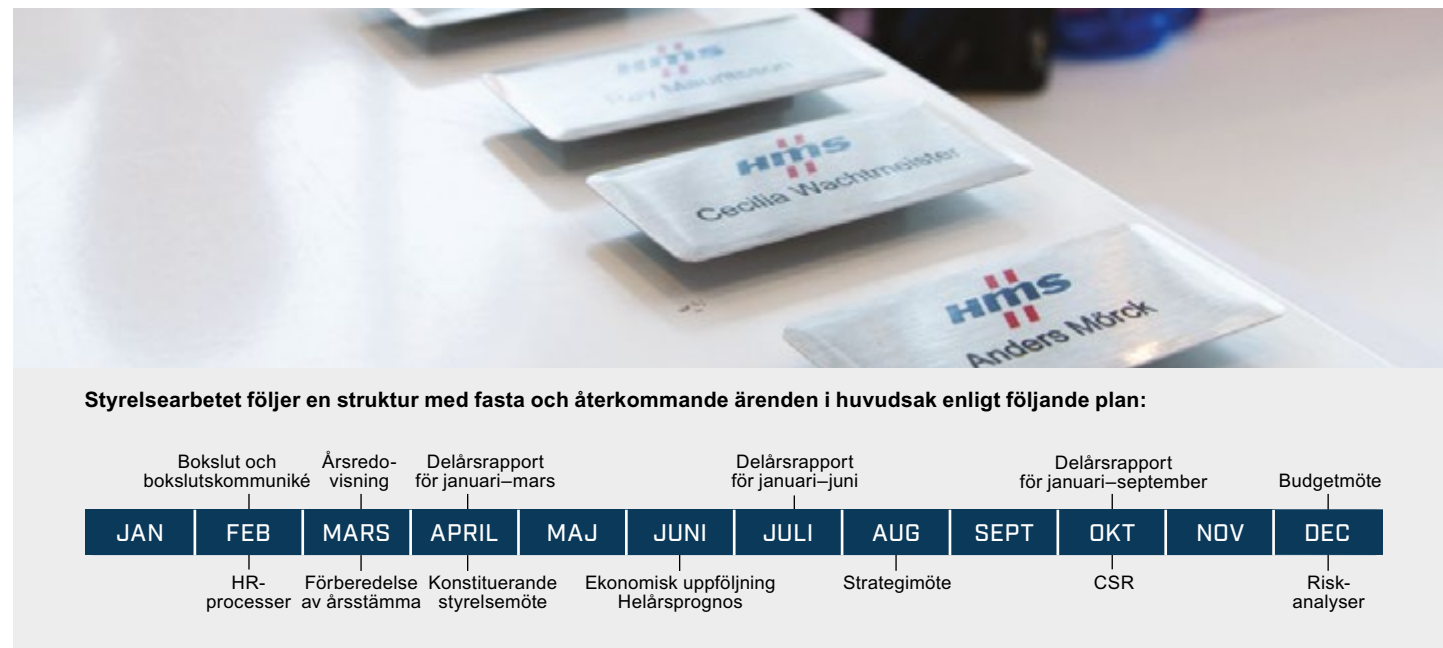 HMS
Mauritsson
HMS
Cecilia Wachtmeister
HMS
Anders Mörck
Styrelsearbetet följer en struktur med fasta och återkommande ärenden i huvudsak enligt följande plan:
Bokslut och
bokslutskommuniké
Årsredo-
visning
Delårsrapport
för januari–mars
Delårsrapport
för januari–juni
Delårsrapport
för januari–september
Budgetmöte
JAN FEB MARS APRIL MAJ JUNI JULI AUG SEPT OKT NOV DEC
HR-
processer
Förberedelse
av årsstämma
Konstituerande
styrelsemöte
Ekonomisk uppföljning
Helårsprognos
Strategimöte
CSR
Risk-
analyser